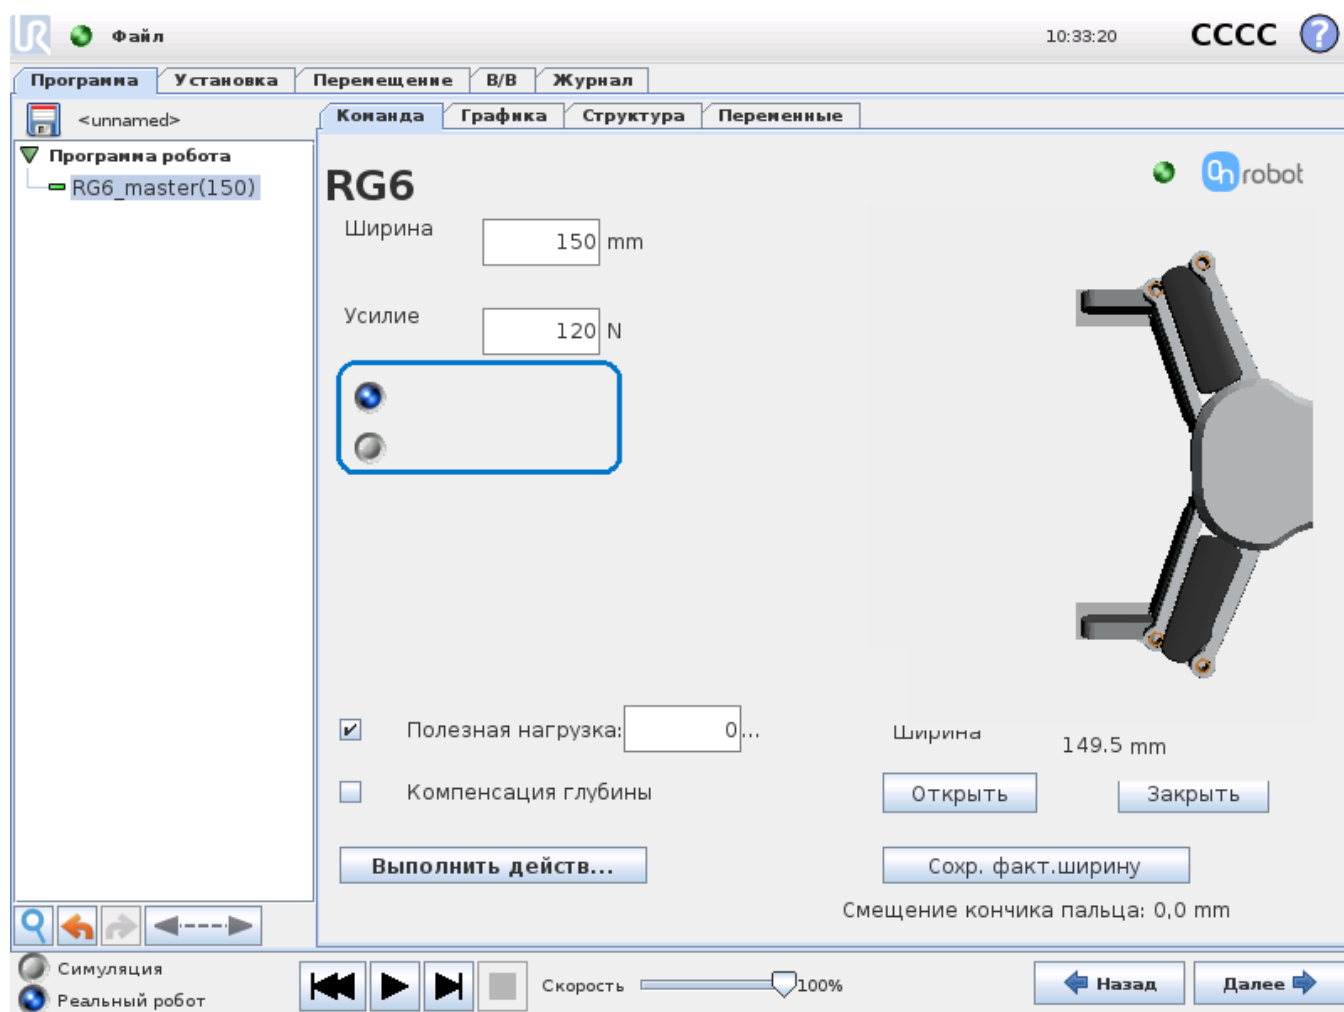 UR Файл 10:33:20 CCCC ?
Программа Установка Перемещение В/В Журнал
<unnamed> Команда Графика Структура Переменные
Программа робота
RG6_master(150)
RG6
On robot
Ширина 150 mm
Усилие 120 N
Полезная нагрузка: 0 ...
Ширина 149.5 mm
Компенсация глубины
Открыть Закрыть
Выполнить действ...
Сохр. факт.ширину
Смещение кончика пальца: 0,0 mm
Симуляция
Реальный робот
Скорость 100%
Назад Далее